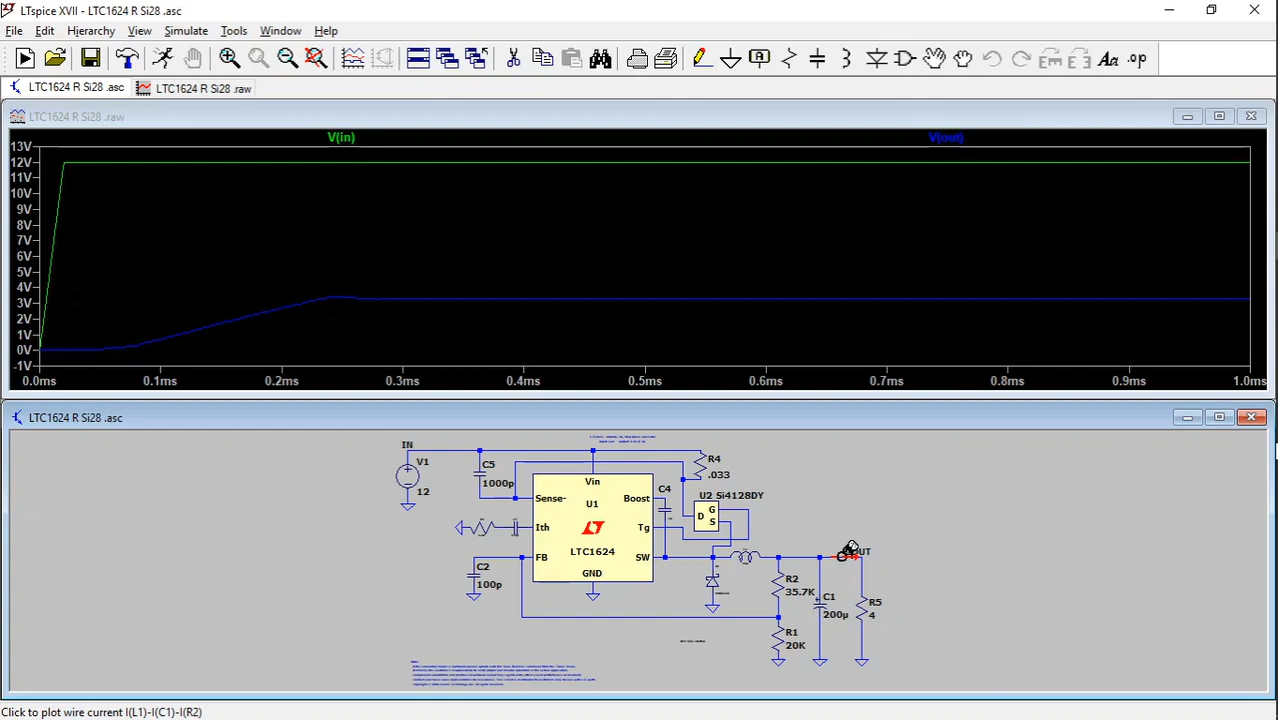 LTspice XVII - LTC1624 R Si28 .asc
File Edit Hierarchy View Simulate Tools Window Help
LTC1624 R Si28 .asc LTC1624 R Si28 .raw
LTC1624 R Si28 .raw
V(in) V(out)
13V
12V
11V
10V
9V
8V
7V
6V
5V
4V
3V
2V
1V
0V
-1V
0.0ms 0.1ms 0.2ms 0.3ms 0.4ms 0.5ms 0.6ms 0.7ms 0.8ms 0.9ms 1.0ms
LTC1624 R Si28 .asc
IN
V1
12
C5
1000p
R4
.033
Vin
Sense-
U1
Boost
C4
U2 Si4128DY
D
G
S
Ith
Tg
LTC1624
FB
SW
GND
C2
100p
R2
35.7K
C1
200µ
R5
4
R1
20K
Click to plot wire current I(L1)-I(C1)-I(R2)